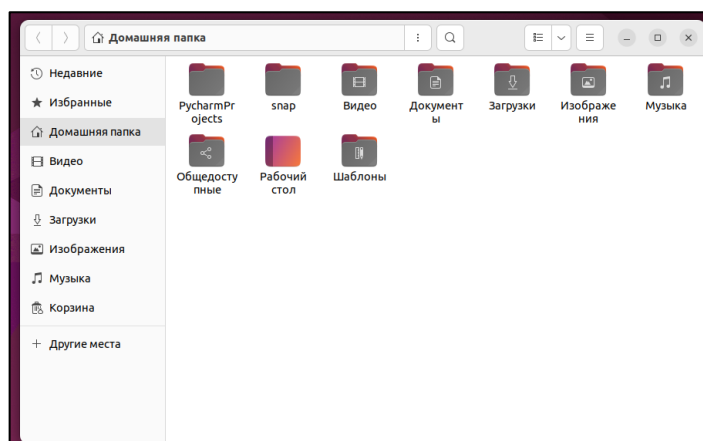 Домашняя папка
Недавние
Избранные
Домашняя папка
Видео
Документы
Загрузки
Изображения
Музыка
Корзина
Другие места
PycharmPr
ojects
snap
Видео
Документ
ы
Загрузки
Изображе
ния
Музыка
Общедосту
пные
Рабочий
стол
Шаблоны